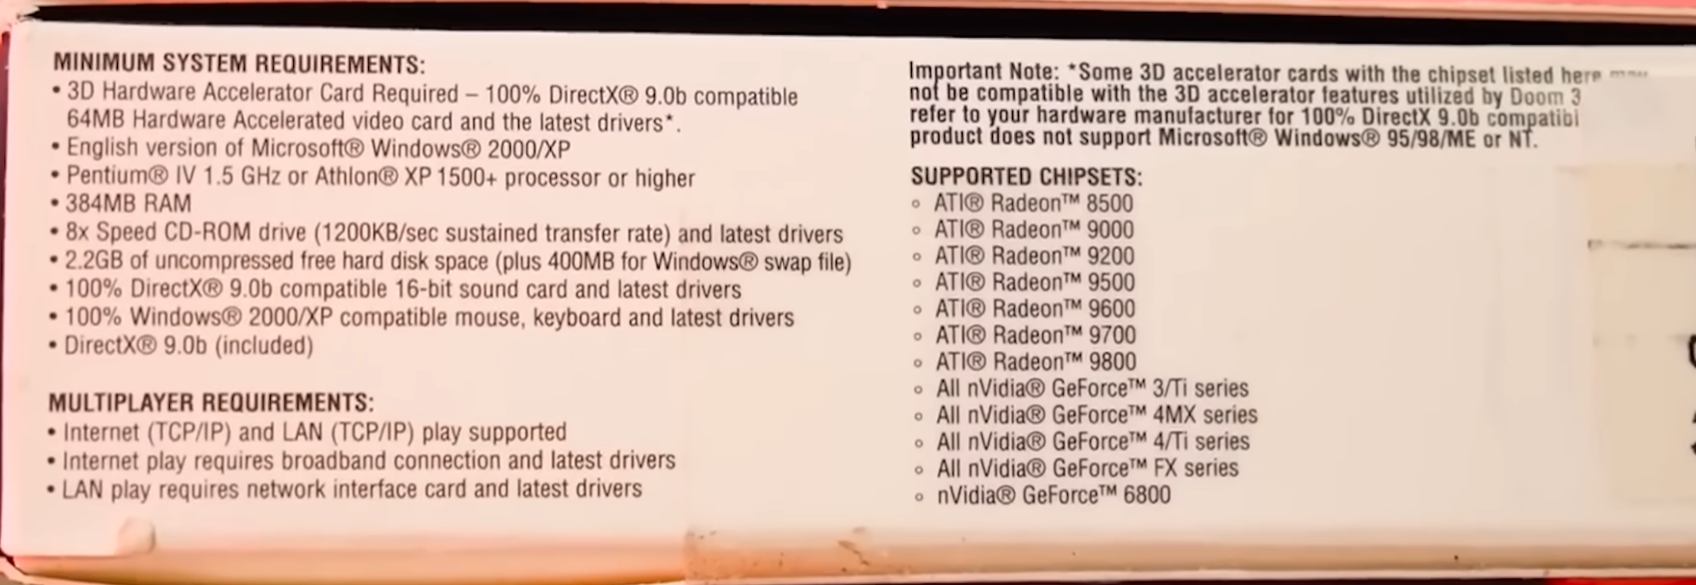 MINIMUM SYSTEM REQUIREMENTS:
• 3D Hardware Accelerator Card Required – 100% DirectX® 9.0b compatible
64MB Hardware Accelerated video card and the latest drivers*.
• English version of Microsoft® Windows® 2000/XP
• Pentium® IV 1.5 GHz or Athlon® XP 1500+ processor or higher
• 384MB RAM
• 8x Speed CD-ROM drive (1200KB/sec sustained transfer rate) and latest drivers
• 2.2GB of uncompressed free hard disk space (plus 400MB for Windows® swap file)
• 100% DirectX® 9.0b compatible 16-bit sound card and latest drivers
• 100% Windows® 2000/XP compatible mouse, keyboard and latest drivers
• DirectX® 9.0b (included)
MULTIPLAYER REQUIREMENTS:
• Internet (TCP/IP) and LAN (TCP/IP) play supported
• Internet play requires broadband connection and latest drivers
• LAN play requires network interface card and latest drivers
Important Note: *Some 3D accelerator cards with the chipset listed here
not be compatible with the 3D accelerator features utilized by Doom 3
refer to your hardware manufacturer for 100% DirectX 9.0b compatibi
product does not support Microsoft® Windows® 95/98/ME or NT.
SUPPORTED CHIPSETS:
◦ ATI® Radeon™ 8500
◦ ATI® Radeon™ 9000
◦ ATI® Radeon™ 9200
◦ ATI® Radeon™ 9500
◦ ATI® Radeon™ 9600
◦ ATI® Radeon™ 9700
◦ ATI® Radeon™ 9800
◦ All nVidia® GeForce™ 3/Ti series
◦ All nVidia® GeForce™ 4MX series
◦ All nVidia® GeForce™ 4/Ti series
◦ All nVidia® GeForce™ FX series
◦ nVidia® GeForce™ 6800